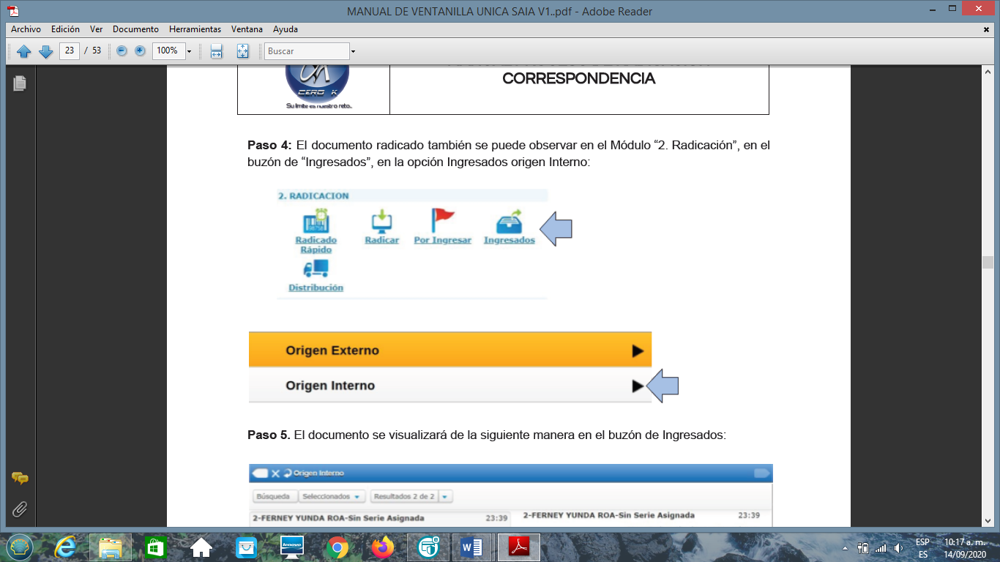 MANUAL DE VENTANILLA UNICA SAIA V1..pdf - Adobe Reader
Archivo Edición Ver Documento Herramientas Ventana Ayuda
23 / 53 100% Buscar
CORRESPONDENCIA
CERO K
Su límite es nuestro reto.
Paso 4: El documento radicado también se puede observar en el Módulo “2. Radicación”, en el
buzón de “Ingresados”, en la opción Ingresados origen Interno:
2. RADICACION
Radicado Rápido
Radicar
Por Ingresar
Ingresados
Distribución
Origen Externo
Origen Interno
Paso 5. El documento se visualizará de la siguiente manera en el buzón de Ingresados:
Origen Interno
Búsqueda Seleccionados Resultados 2 de 2
2-FERNEY YUNDA ROA-Sin Serie Asignada 23:39
2-FERNEY YUNDA ROA-Sin Serie Asignada 23:39
lenovo
ESP 10:17 a. m.
ES 14/09/2020